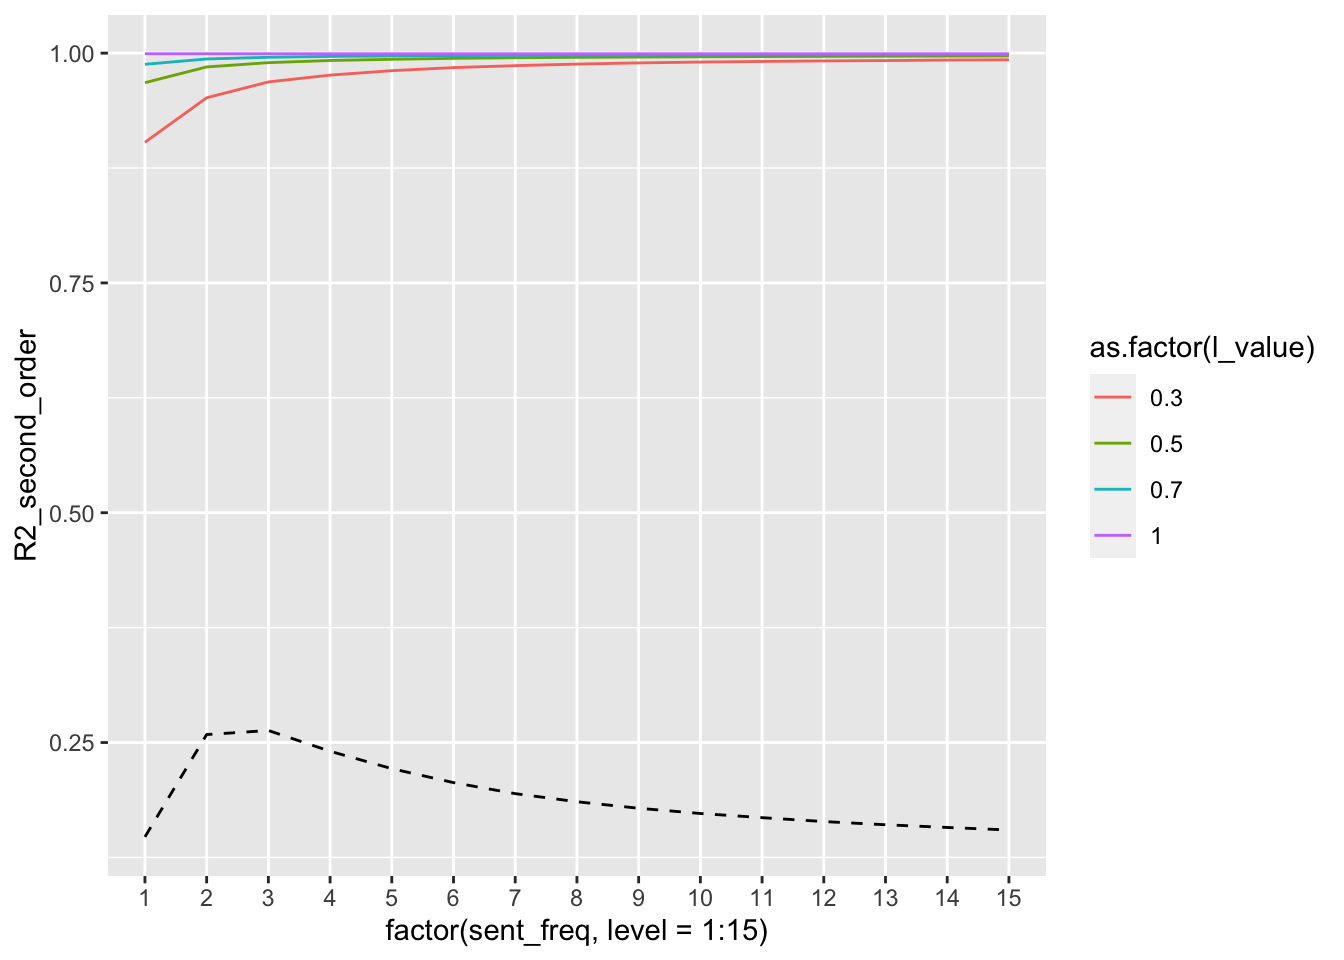 R2_second_order
1.00
0.75
0.50
0.25
1 2 3 4 5 6 7 8 9 10 11 12 13 14 15
factor(sent_freq, level = 1:15)
as.factor(l_value)
0.3
0.5
0.7
1